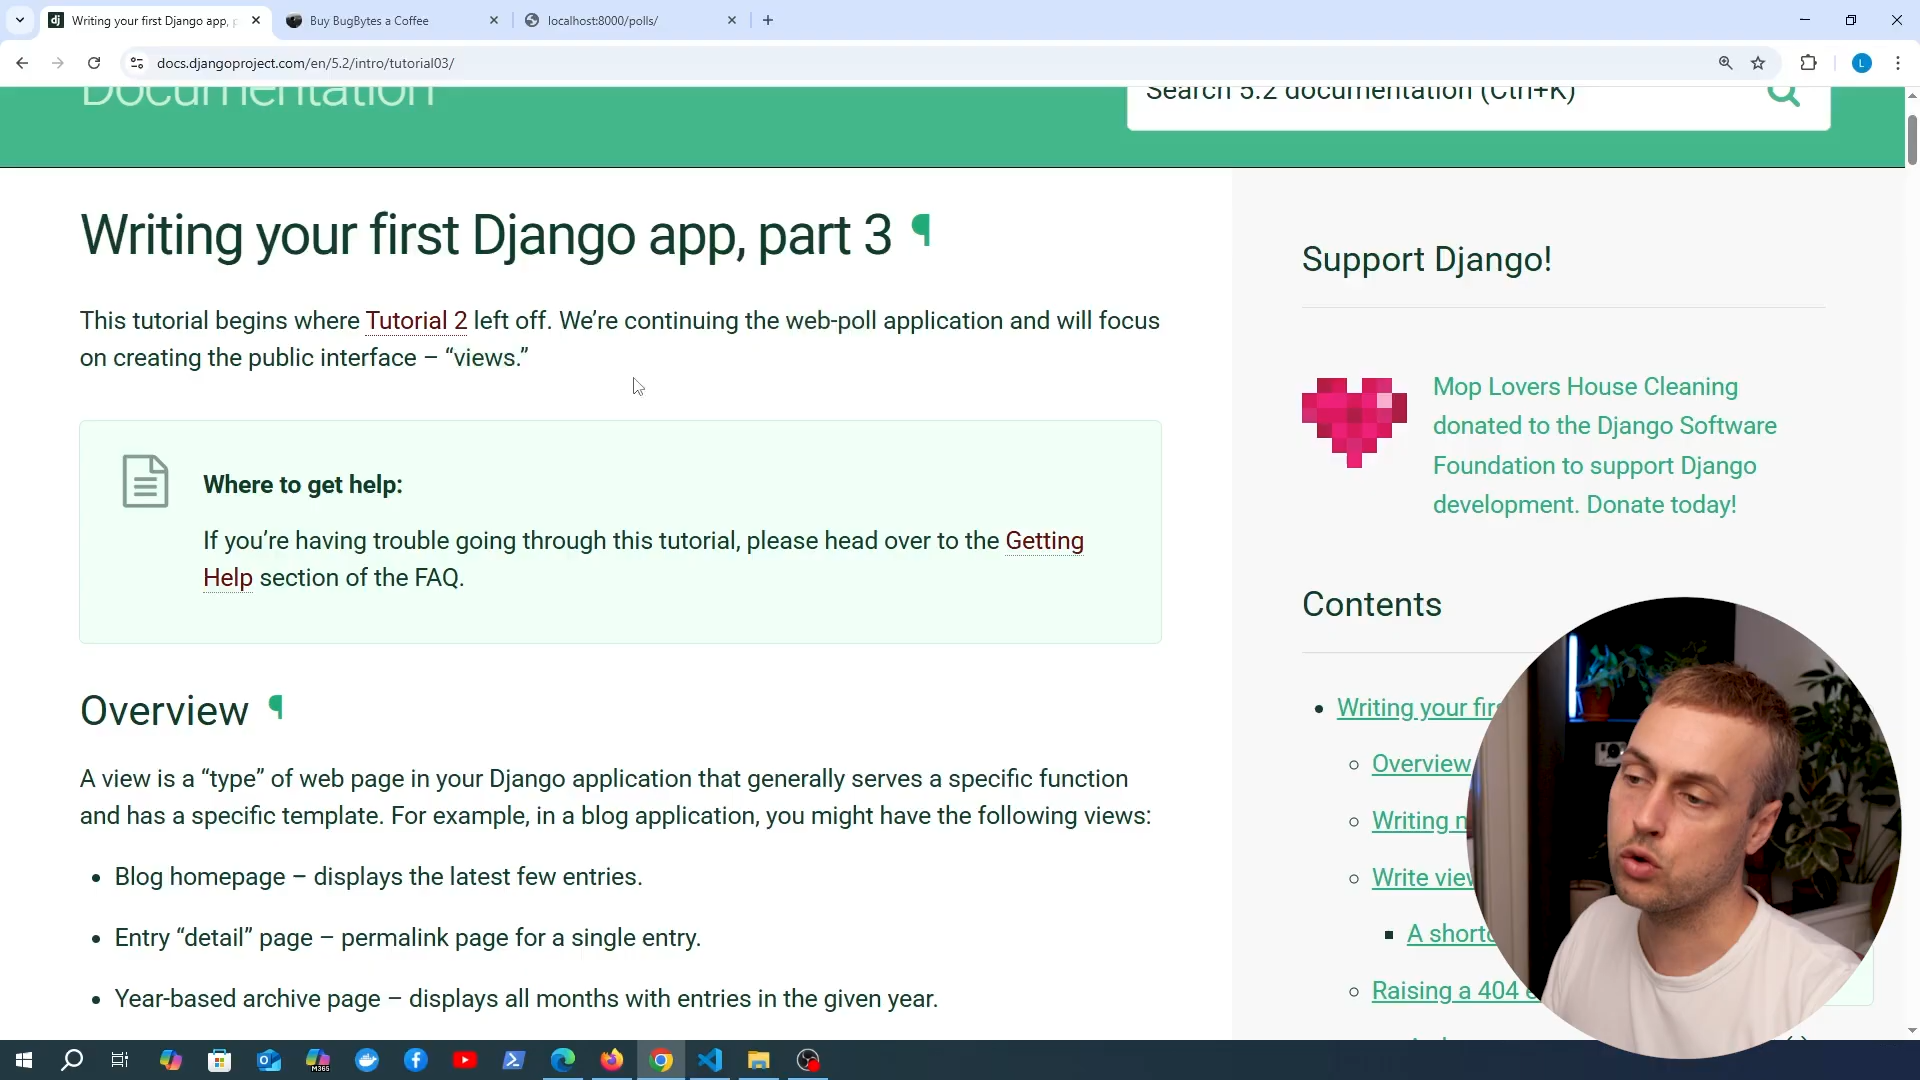 Writing your first Django app, p
Buy BugBytes a Coffee
localhost:8000/polls/
docs.djangoproject.com/en/5.2/intro/tutorial03/
L
Documentation
Search 5.2 documentation (Ctrl+K)
Writing your first Django app, part 3 ¶
This tutorial begins where Tutorial 2 left off. We’re continuing the web-poll application and will focus
on creating the public interface – “views.”
Where to get help:
If you’re having trouble going through this tutorial, please head over to the Getting
Help section of the FAQ.
Overview ¶
A view is a “type” of web page in your Django application that generally serves a specific function
and has a specific template. For example, in a blog application, you might have the following views:
• Blog homepage – displays the latest few entries.
• Entry “detail” page – permalink page for a single entry.
• Year-based archive page – displays all months with entries in the given year.
Support Django!
Mop Lovers House Cleaning
donated to the Django Software
Foundation to support Django
development. Donate today!
Contents
Writing your fir
Overview
Writing
Write
A
Raising a 404
M365